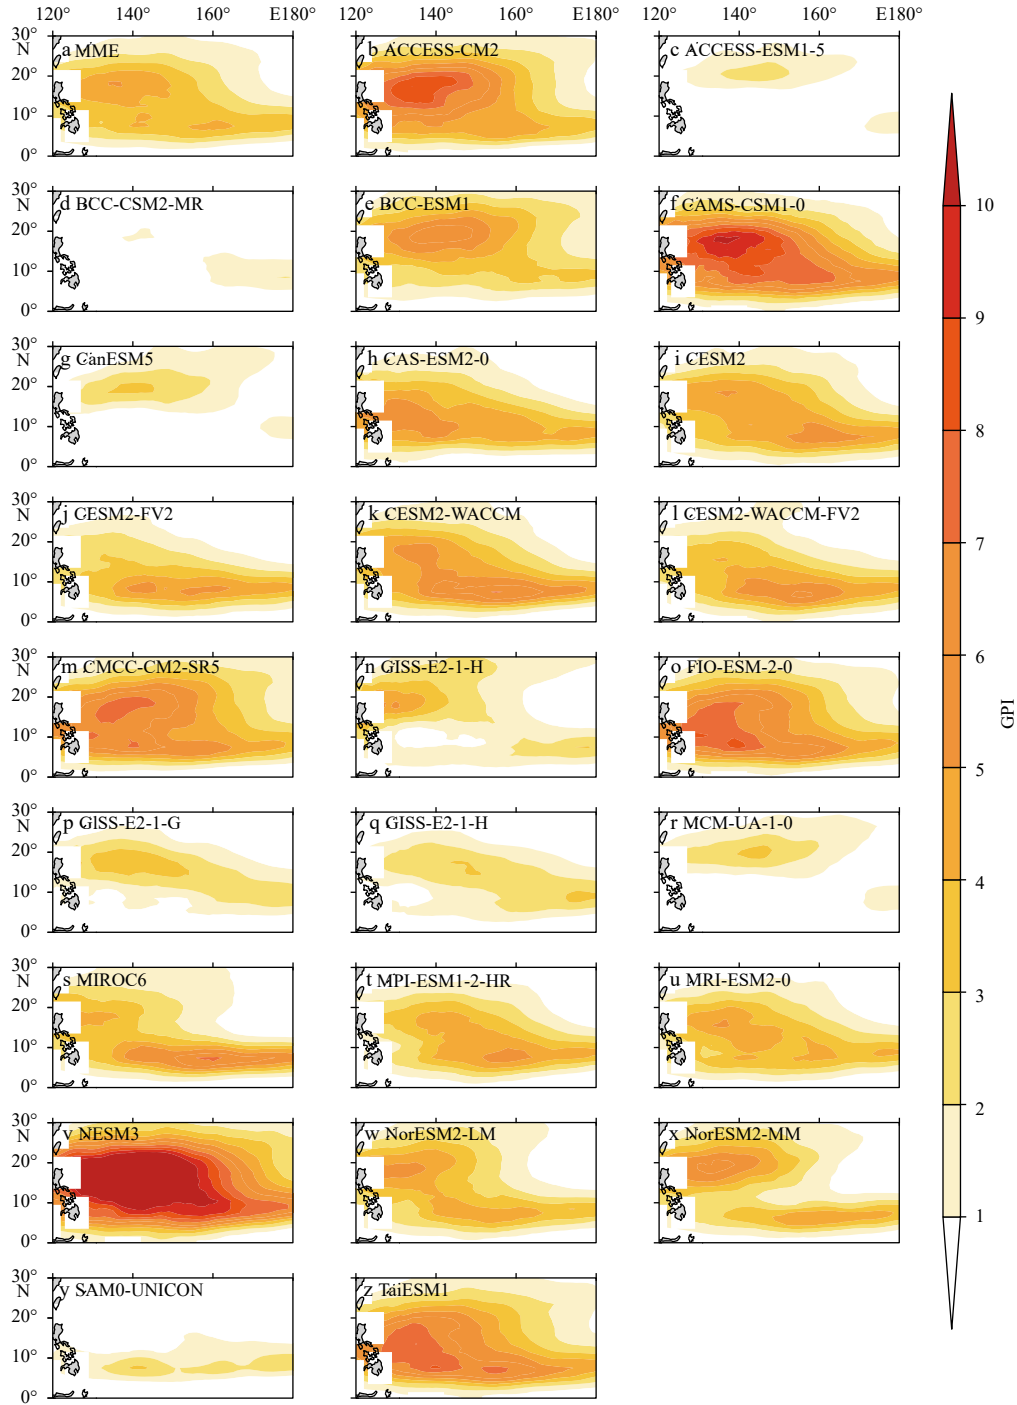 120 140° 160° E180° 120 140° 160° E180° 120 140° 160° E180°
30° N 20° 10° 0°
a MME
b ACCESS-CM2
c ACCESS-ESM1-5
30° N 20° 10° 0°
d BCC-CSM2-MR
e BCC-ESM1
f CAMS-CSM1-0
30° N 20° 10° 0°
g CanESM5
h CAS-ESM2-0
i CESM2
30° N 20° 10° 0°
j CESM2-FV2
k CESM2-WACCM
l CESM2-WACCM-FV2
30° N 20° 10° 0°
m CMCC-CM2-SR5
n GISS-E2-1-H
o FIO-ESM-2-0
30° N 20° 10° 0°
p GISS-E2-1-G
q GISS-E2-1-H
r MCM-UA-1-0
30° N 20° 10° 0°
s MIROC6
t MPI-ESM1-2-HR
u MRI-ESM2-0
30° N 20° 10° 0°
v NESM3
w NorESM2-LM
x NorESM2-MM
30° N 20° 10° 0°
y SAM0-UNICON
z TaiESM1
10
9
8
7
6
5
4
3
2
1
GPI